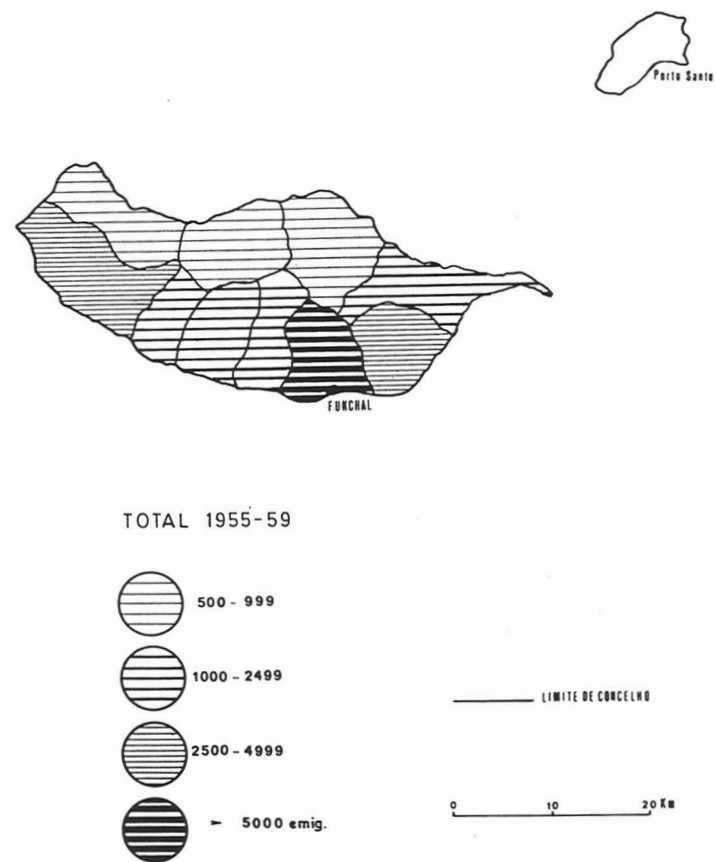 Porto Santo
FUNCHAL
TOTAL 1955-59
500 - 999
1000 - 2499
2500 - 4999
> 5000 emig.
LIMITE DE CONCELHO
0 10 20 Km